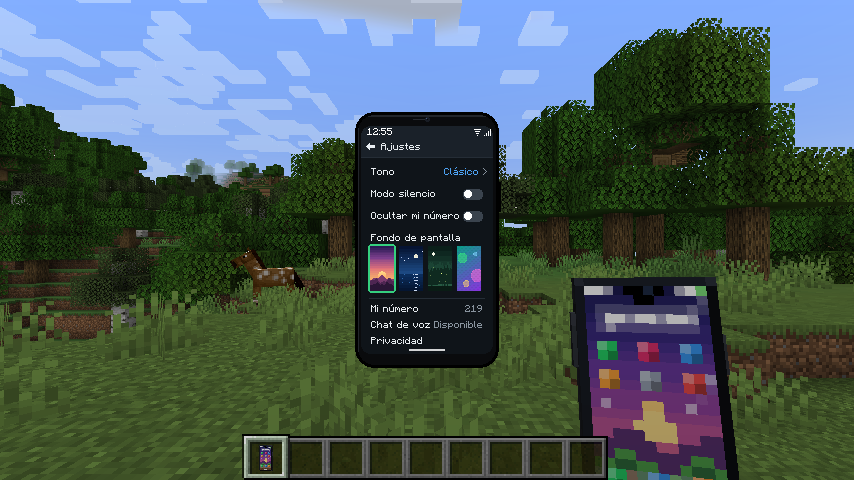 12:55
Ajustes
Tono Clásico
Modo silencio
Ocultar mi número
Fondo de pantalla
Mi número 219
Chat de voz Disponible
Privacidad